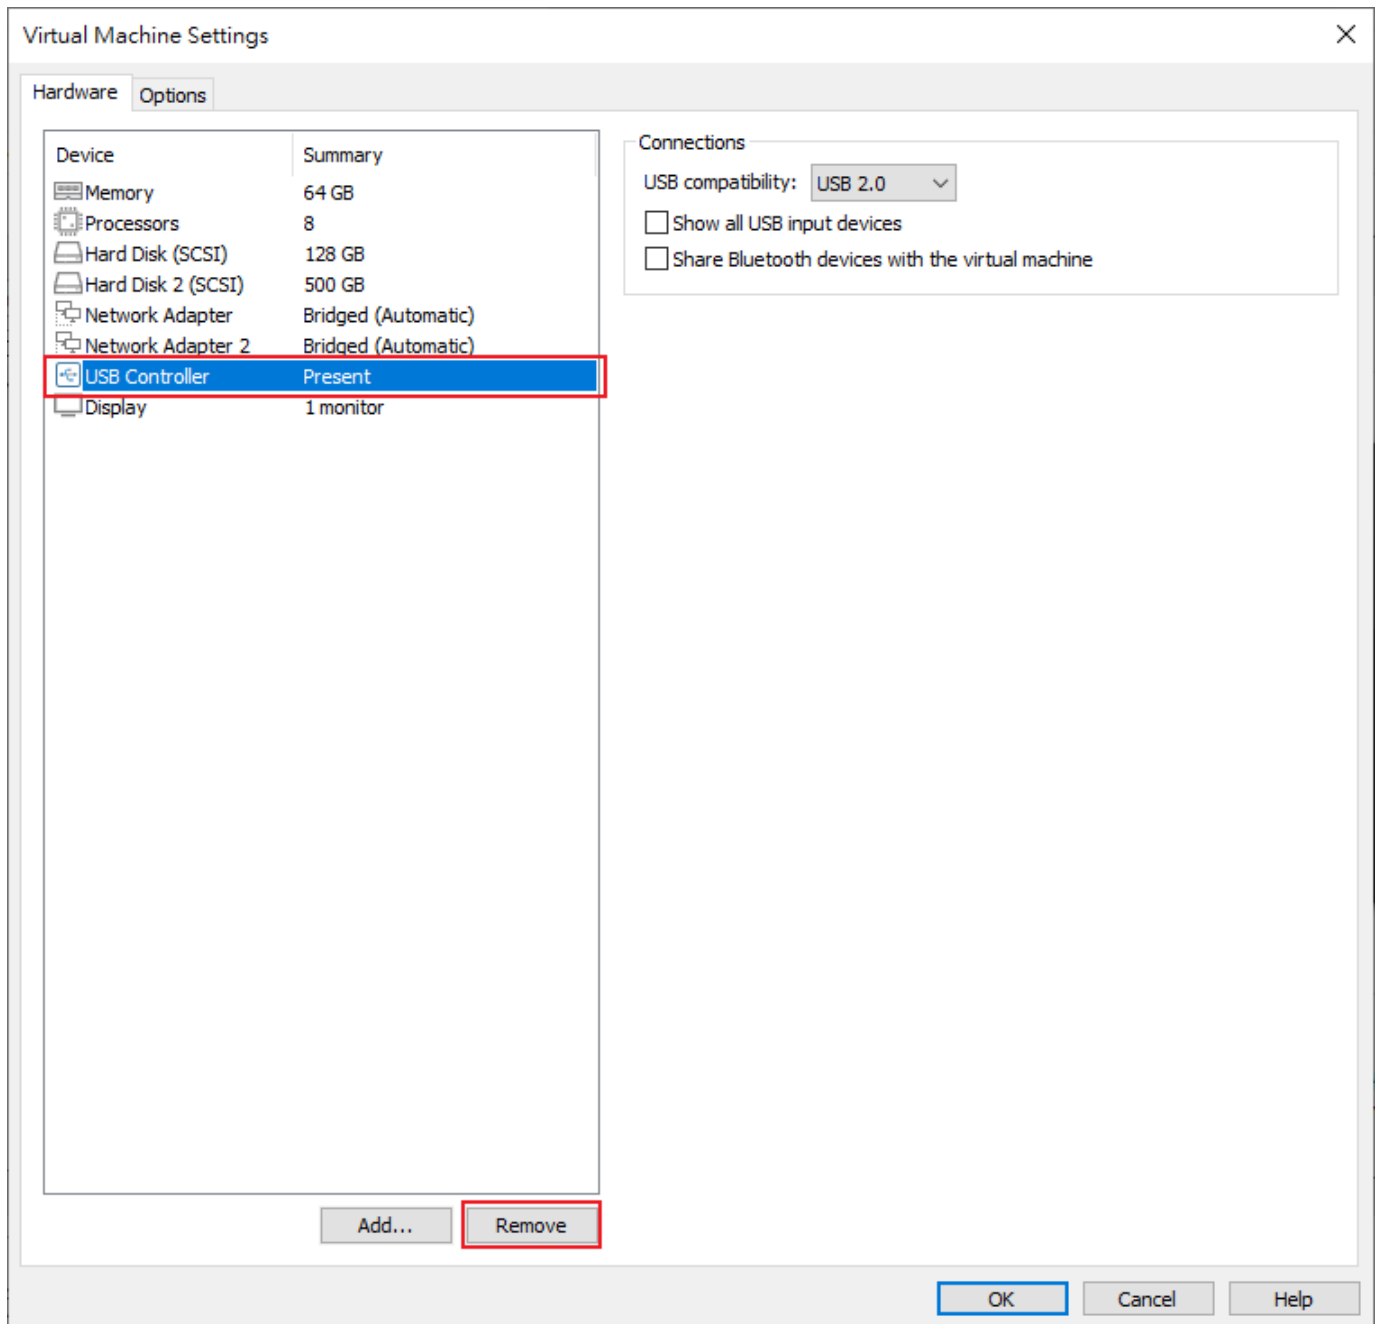 Virtual Machine Settings
Hardware Options
Device Summary
Memory 64 GB
Processors 8
Hard Disk (SCSI) 128 GB
Hard Disk 2 (SCSI) 500 GB
Network Adapter Bridged (Automatic)
Network Adapter 2 Bridged (Automatic)
USB Controller Present
Display 1 monitor
Connections
USB compatibility: USB 2.0
Show all USB input devices
Share Bluetooth devices with the virtual machine
Add... Remove
OK Cancel Help